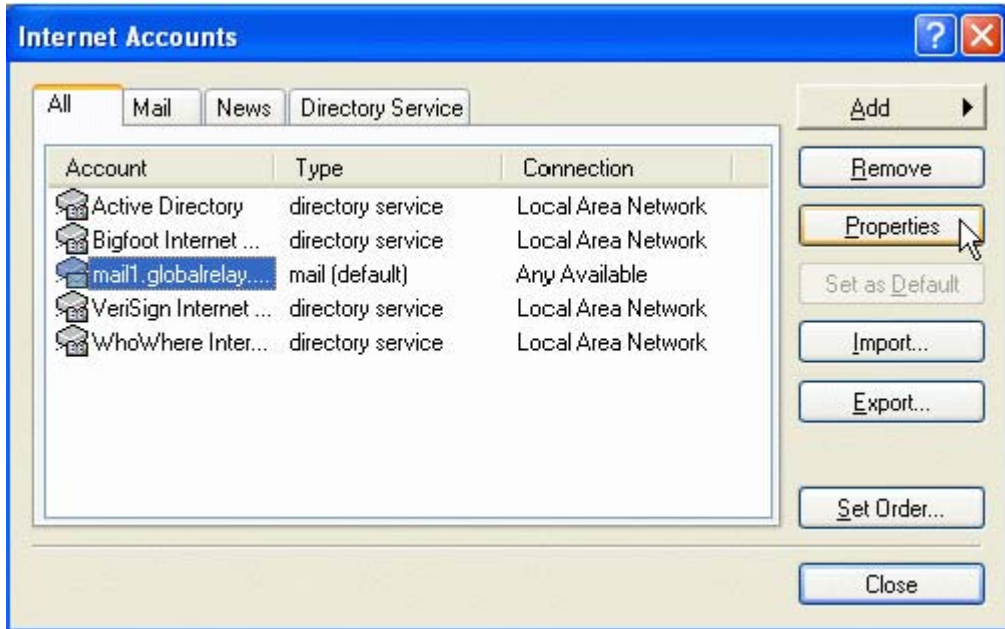 Internet Accounts
All Mail News Directory Service
Account Type Connection
Active Directory directory service Local Area Network
Bigfoot Internet ... directory service Local Area Network
mail1.globalrelay.... mail (default) Any Available
VeriSign Internet ... directory service Local Area Network
WhoWhere Inter... directory service Local Area Network
Add
Remove
Properties
Set as Default
Import...
Export...
Set Order...
Close